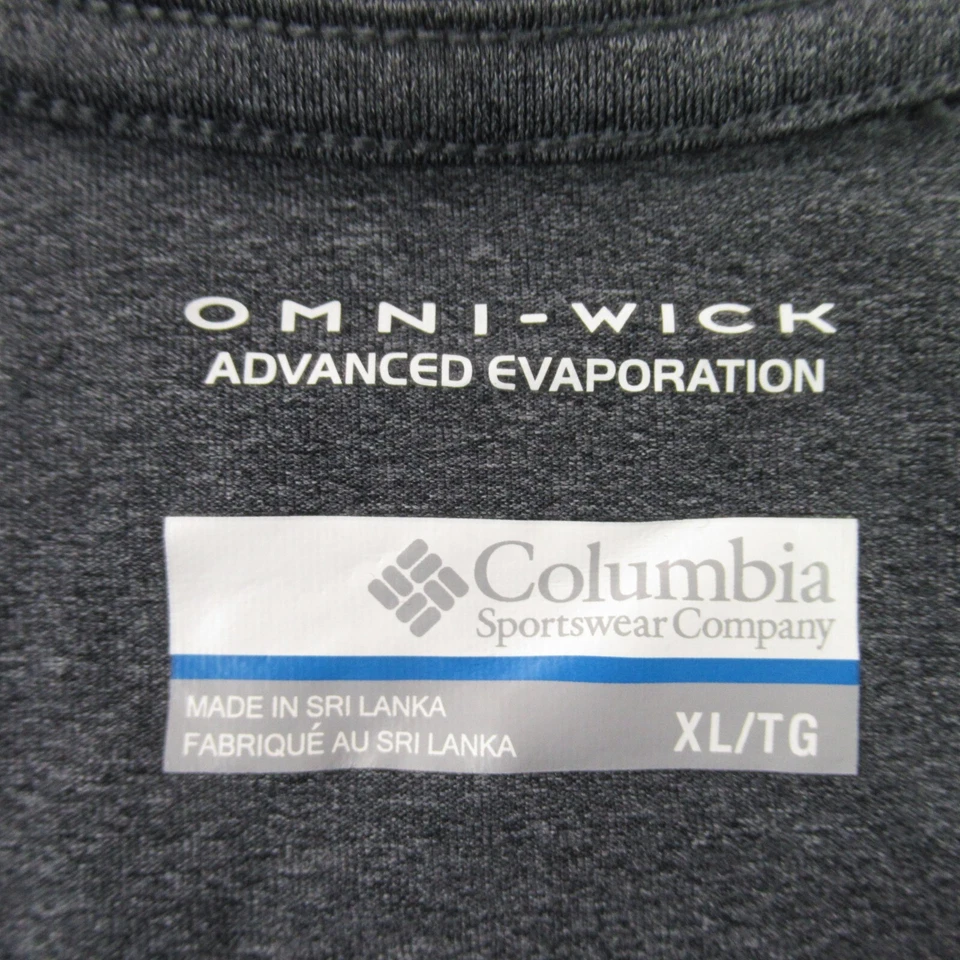 OMNI-WICK
ADVANCED EVAPORATION
Columbia
Sportswear Company
MADE IN SRI LANKA
FABRIQUÉ AU SRI LANKA
XL/TG